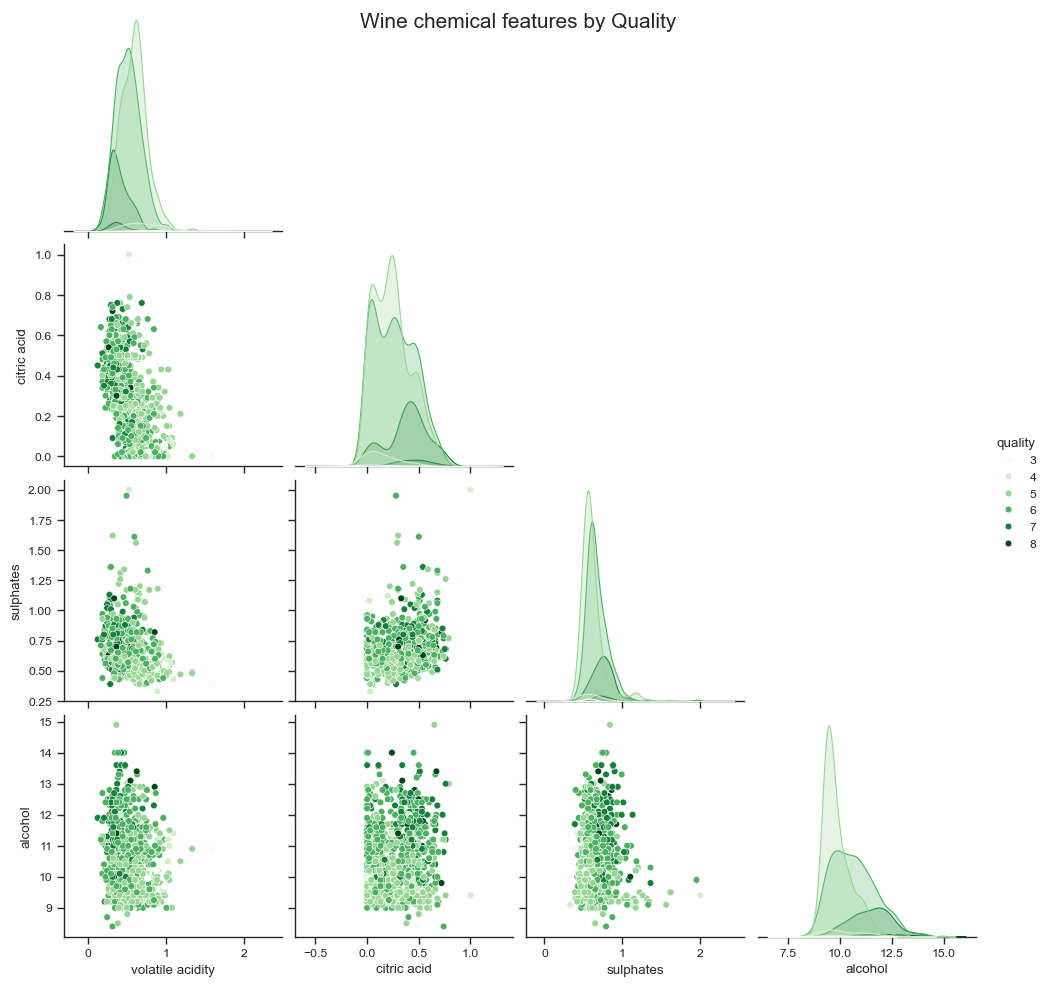 Wine chemical features by Quality
1.0
0.8
0.6
0.4
0.2
0.0
citric acid
quality
3
4
5
6
7
8
2.00
1.75
1.50
1.25
1.00
0.75
0.50
0.25
sulphates
15
14
13
12
11
10
9
alcohol
0 1 2
volatile acidity
−0.5 0.0 0.5 1.0
citric acid
0 1 2
sulphates
7.5 10.0 12.5 15.0
alcohol